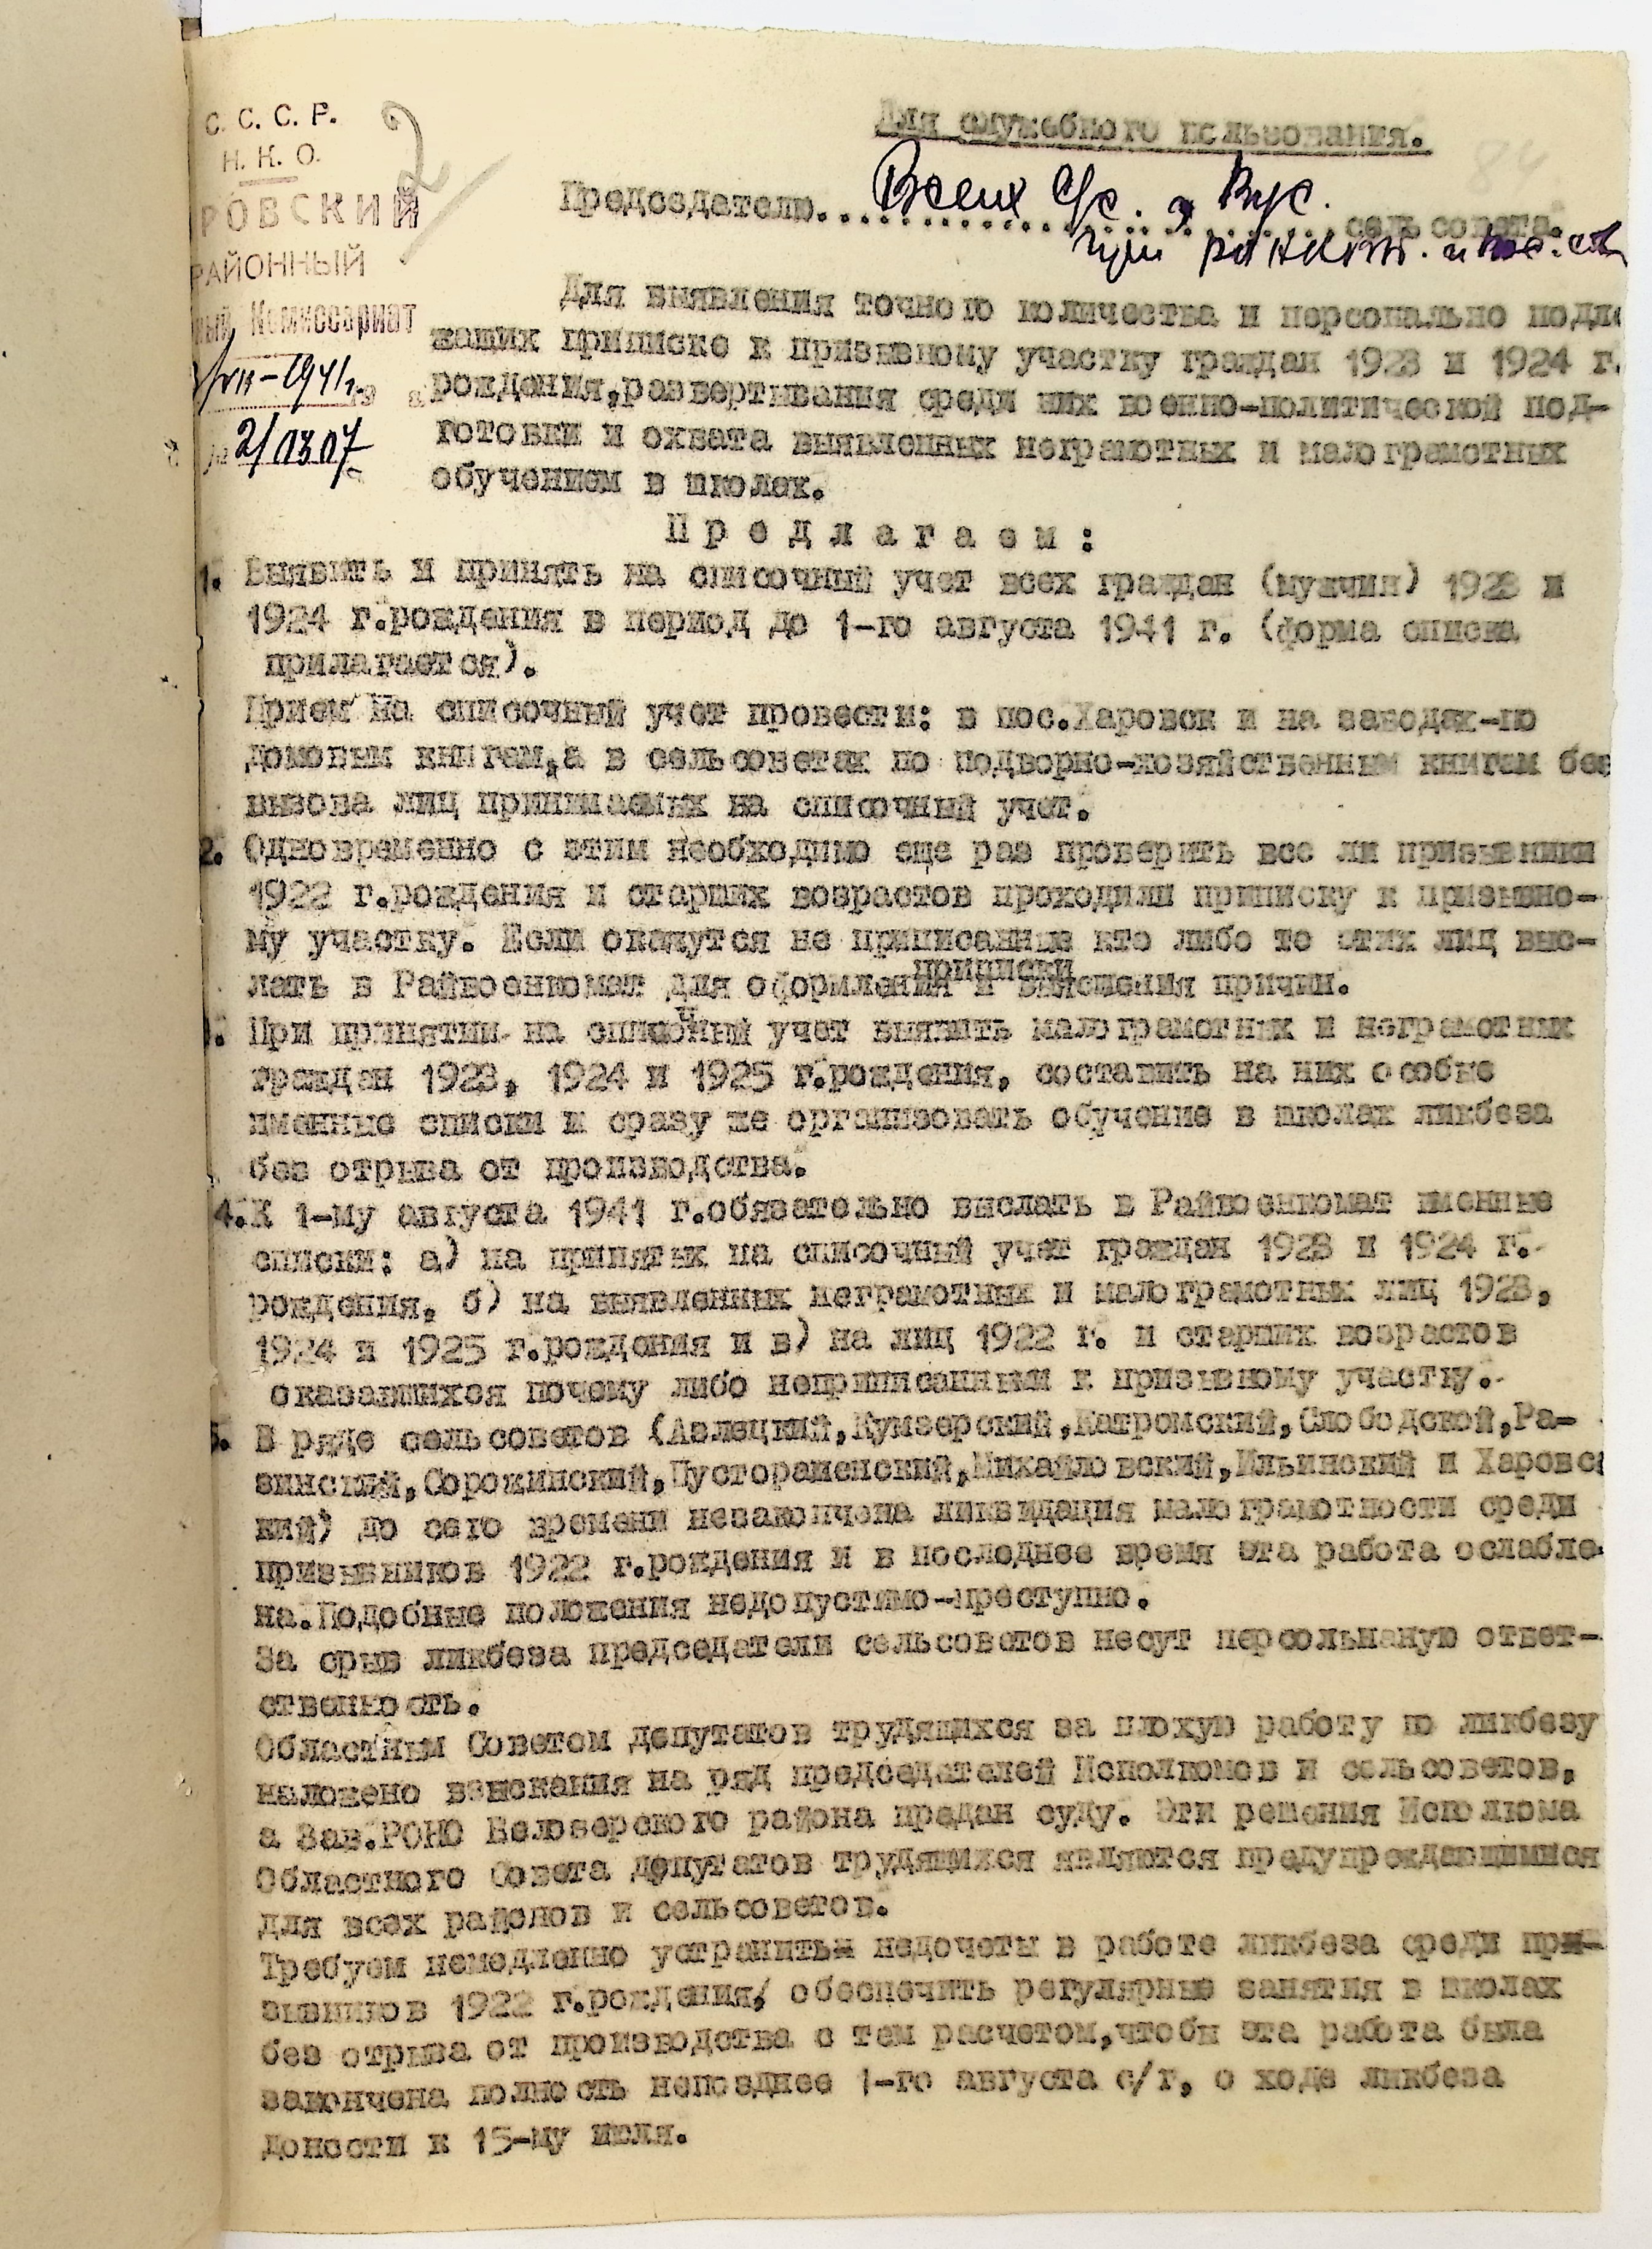 С. С. С. Р.
Н. К. О.
РОВСКИЙ
РАЙОННЫЙ
ный Комиссариат
VII-1941г.
№ 2/1307
2
84
Для служебного пользования.
Председателю. Всех С/с. и Вус.
сельсовета.
при
Для выявления точного количества и персонально подле
жащих приписке к призывному участку граждан 1923 и 1924 г.
рождения,развертывания среди них военно-политической под-
готовки и охвата выявленных неграмотных и малограмотных
обучением в школах.
П р е д л а г а е м :
1. Выявить и принять на списочный учет всех граждан (мужчин) 1923 и
1924 г.рождения в период до 1-го августа 1941 г. (форма списка
прилагается).
Прием на списочный учет провести: в пос.Харовск и на заводах-по
домовым книгам,а в сельсоветах по подворно-хозяйственным книгам без
вызова лиц принимаемых на списочный учет.
2. Одновременно с этим необходимо еще раз проверить все ли призывники
1922 г.рождения и старших возрастов проходили приписку к призывно-
му участку. Если окажутся не приписанные кто либо то этих лиц выс-
приписки
лать в Райвоенкомат для оформления и выяснения причин.
3. При принятии на списочный учет выявить малограмотных и неграмотных
граждан 1923, 1924 и 1925 г.рождения, составить на них особые
именные списки и сразу же организовать обучение в школах ликбеза
без отрыва от производства.
4.К 1-му августа 1941 г.обязательно выслать в Райвоенкомат именные
списки: а) на принятых на списочный учет граждан 1923 и 1924 г.
рождения. б) на выявленных неграмотных и малограмотных лиц 1923,
1924 и 1925 г.рождения и в) на лиц 1922 г. и старших возрастов
оказавшихся почему либо неприписанными к призывному участку.
5. В ряде сельсоветов (Азлецкий,Кумзерский,Катромский,Слободской,Ра-
зинский,Сорожинский,Пустораменский,Михайловский,Ильинский и Харовс
кий) до сего времени незакончена ликвидация малограмотности среди
призывников 1922 г.рождения и в последнее время эта работа ослабле
на.Подобные положения недопустимо-преступно.
За срыв ликбеза председатели сельсоветов несут персольнаную ответ-
ственность.
Областным Советом депутатов трудящихся за плохую работу по ликбезу
наложено взыскания на ряд председателей Исполкомов и сельсоветов,
а Зав.РОНО Белозерского района предан суду. Эти решения Исполкома
Областного Совета депутатов трудящихся являются предупреждающимися
для всех районов и сельсоветов.
Требуем немедленно устранить недочеты в работе ликбеза среди при-
зывников 1922 г.рождения, обеспечить регулярные занятия в школах
без отрыва от производства с тем расчетом,чтобы эта работа была
закончена полность непозднее 1-го августа с/г, о ходе ликбеза
донести к 15-му июля.